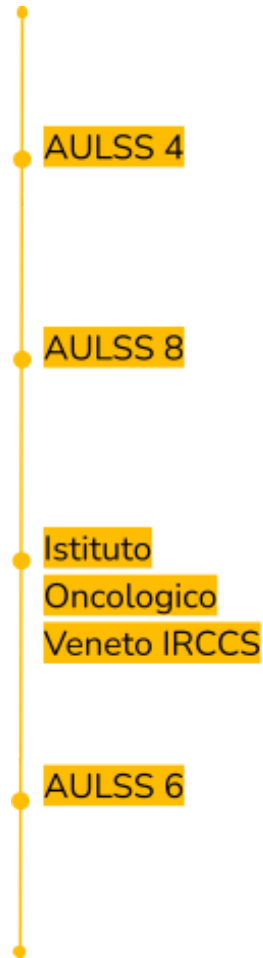 AULSS 4
AULSS 8
Istituto
Oncologico
Veneto IRCCS
AULSS 6